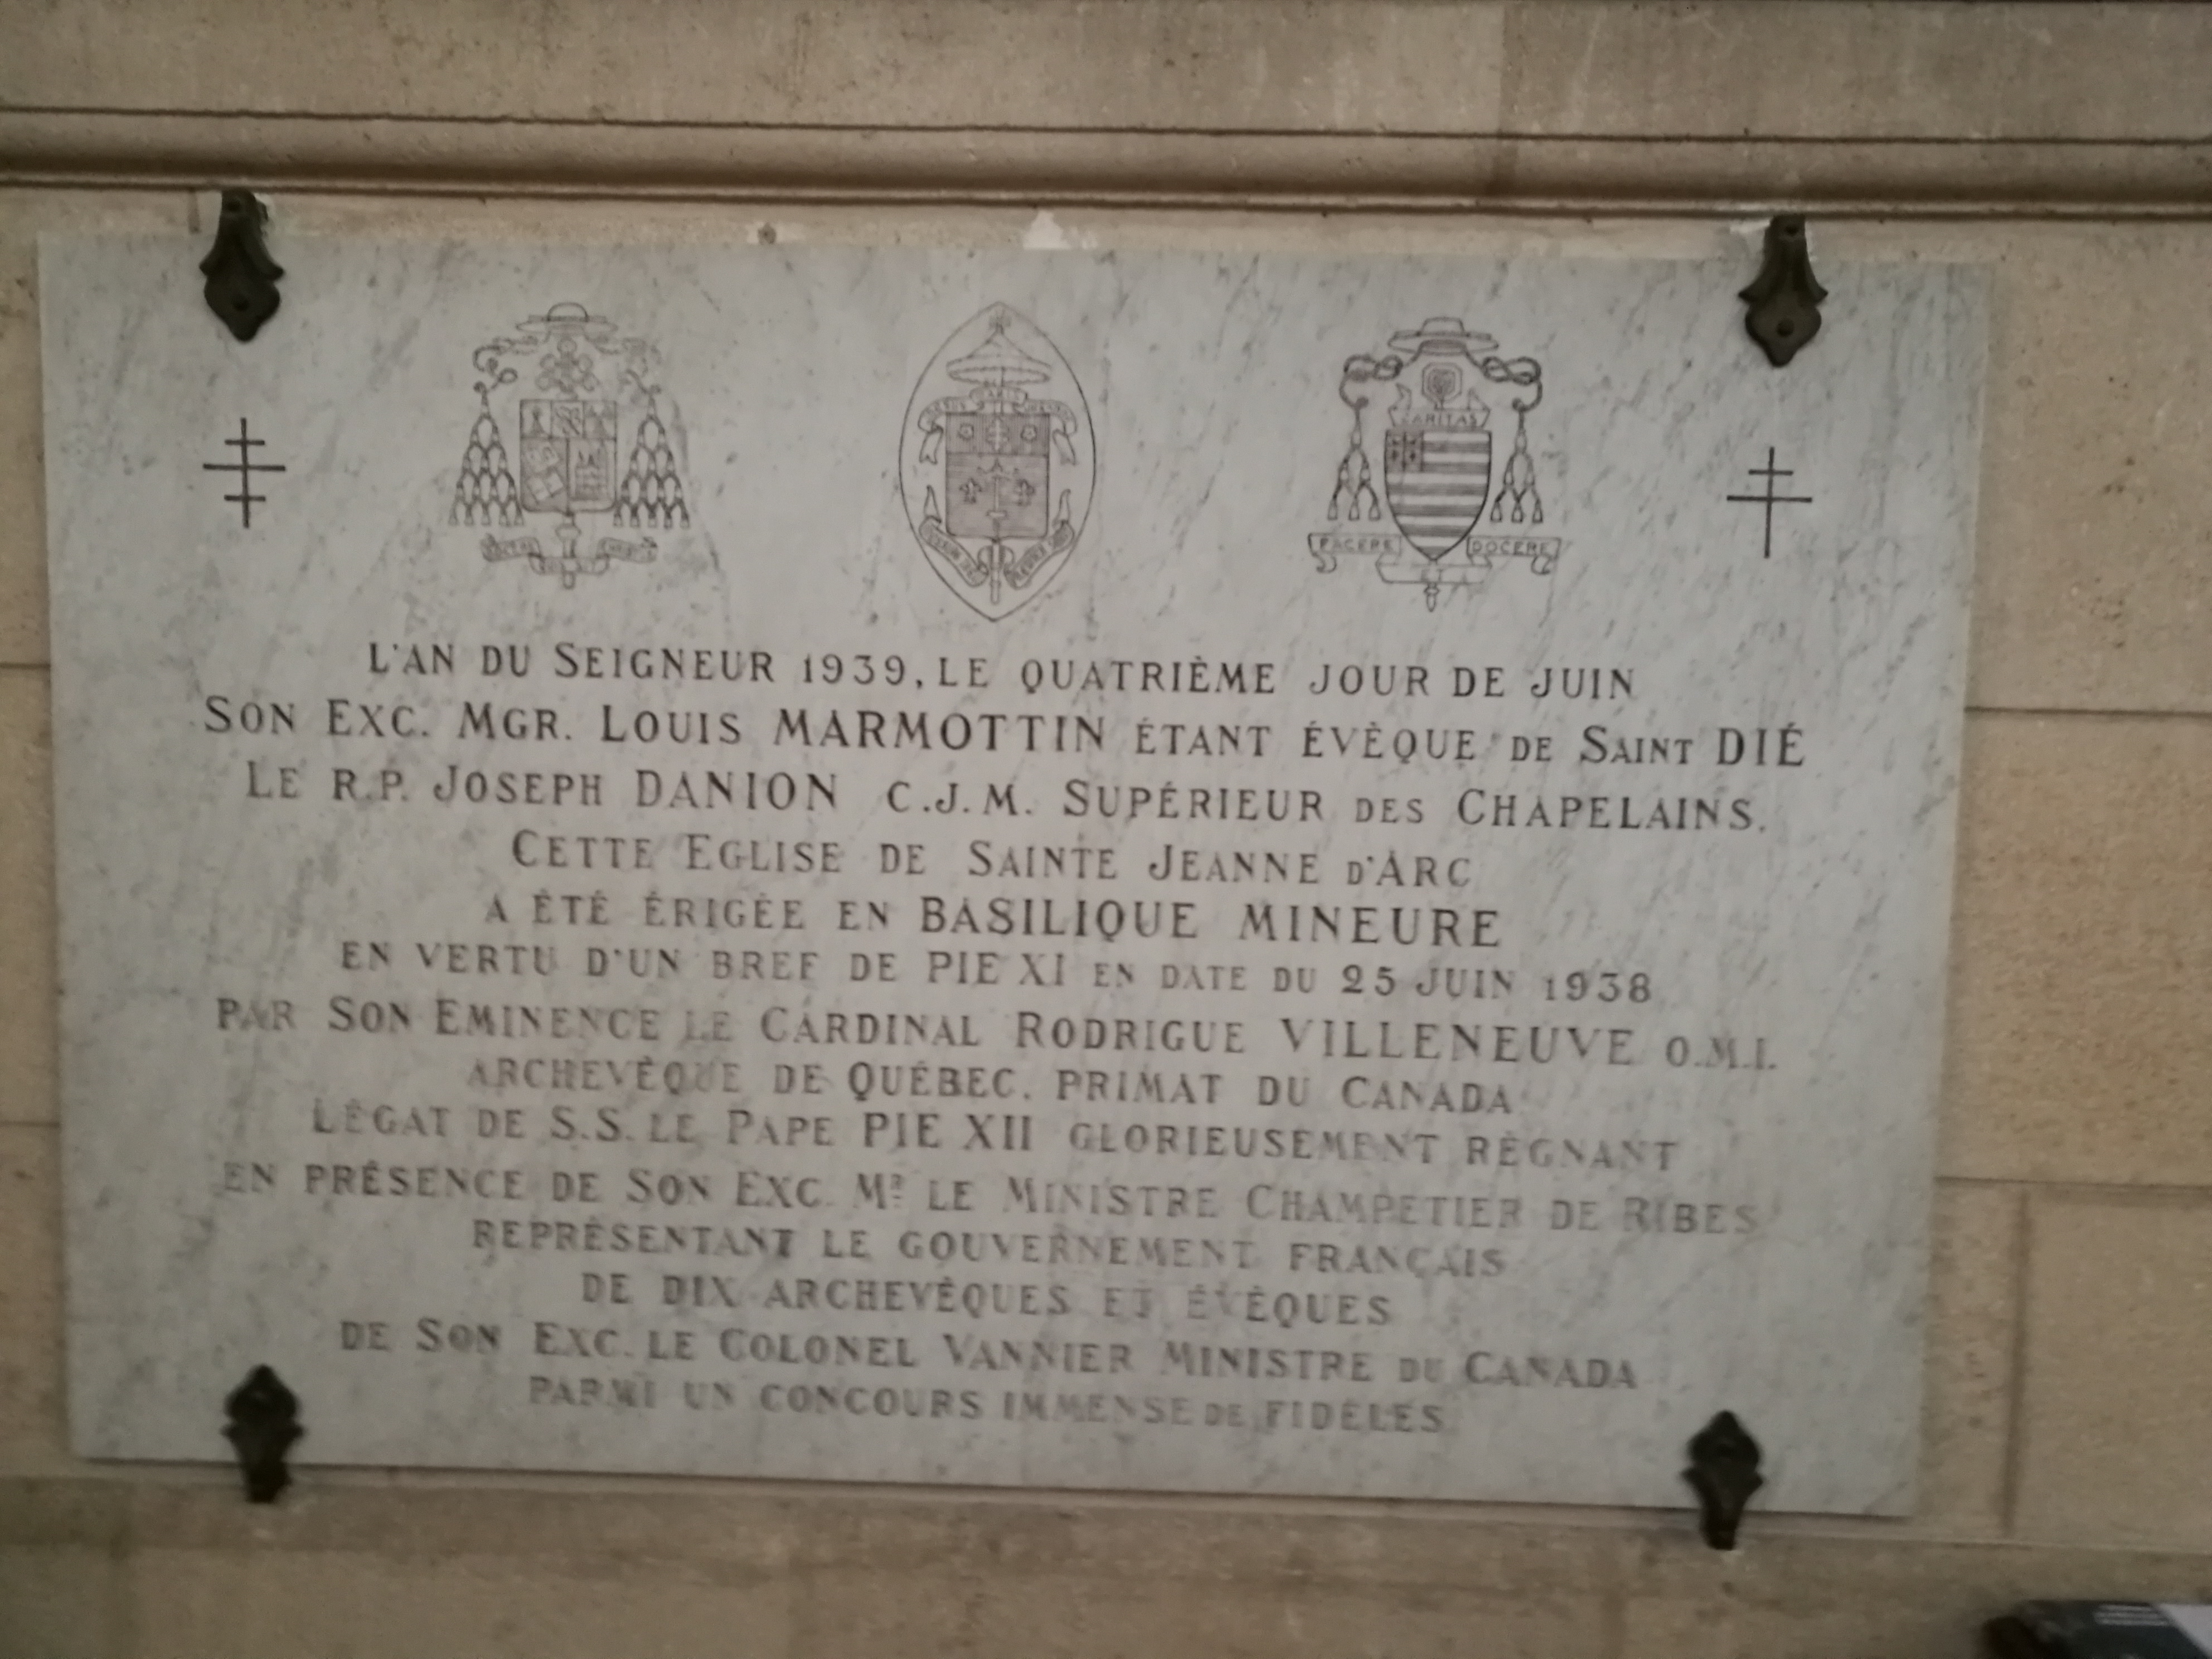 CARITAS
FACERE DOCERE
L'AN DU SEIGNEUR 1939, LE QUATRIÈME JOUR DE JUIN
SON EXC. MGR. LOUIS MARMOTTIN ÉTANT ÉVÊQUE DE SAINT DIÉ
LE R.P. JOSEPH DANION C.J.M. SUPÉRIEUR DES CHAPELAINS.
CETTE EGLISE DE SAINTE JEANNE D'ARC
A ÉTÉ ÉRIGÉE EN BASILIQUE MINEURE
EN VERTU D'UN BREF DE PIE XI EN DATE DU 25 JUIN 1938
PAR SON EMINENCE LE CARDINAL RODRIGUE VILLENEUVE O.M.I.
ARCHEVÊQUE DE QUÉBEC. PRIMAT DU CANADA
LÉGAT DE S.S. LE PAPE PIE XII GLORIEUSEMENT RÉGNANT
EN PRÉSENCE DE SON EXC. MR LE MINISTRE CHAMPETIER DE RIBES
REPRÉSENTANT LE GOUVERNEMENT FRANÇAIS
DE DIX ARCHEVÊQUES ET ÉVÊQUES
DE SON EXC. LE COLONEL VANNIER MINISTRE DU CANADA
PARMI UN CONCOURS IMMENSE DE FIDÈLES